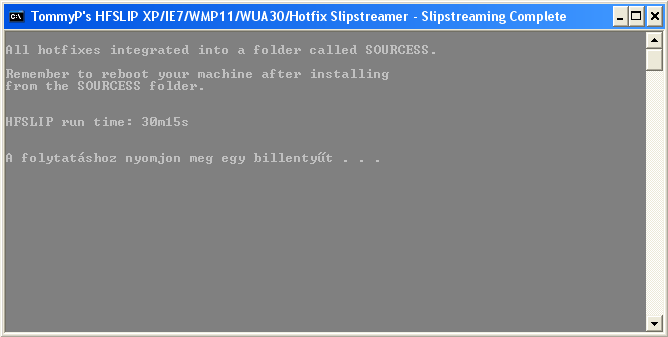 TommyP's HFSLIP XP/IE7/WMP11/WUA30/Hotfix Slipstreamer - Slipstreaming Complete
All hotfixes integrated into a folder called SOURCESS.
Remember to reboot your machine after installing
from the SOURCESS folder.
HFSLIP run time: 30m15s
A folytatáshoz nyomjon meg egy billentyűt . . .